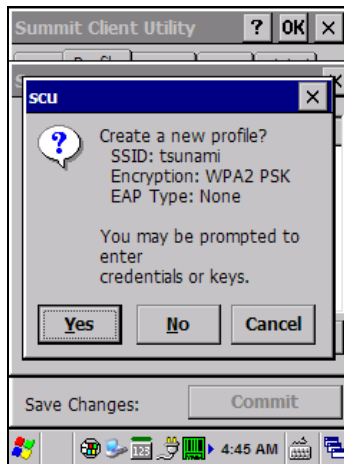 Summit Client Utility ? OK ×
scu ×
Create a new profile?
SSID: tsunami
Encryption: WPA2 PSK
EAP Type: None
You may be prompted to
enter
credentials or keys.
Yes No Cancel
Save Changes: Commit
123 4:45 AM